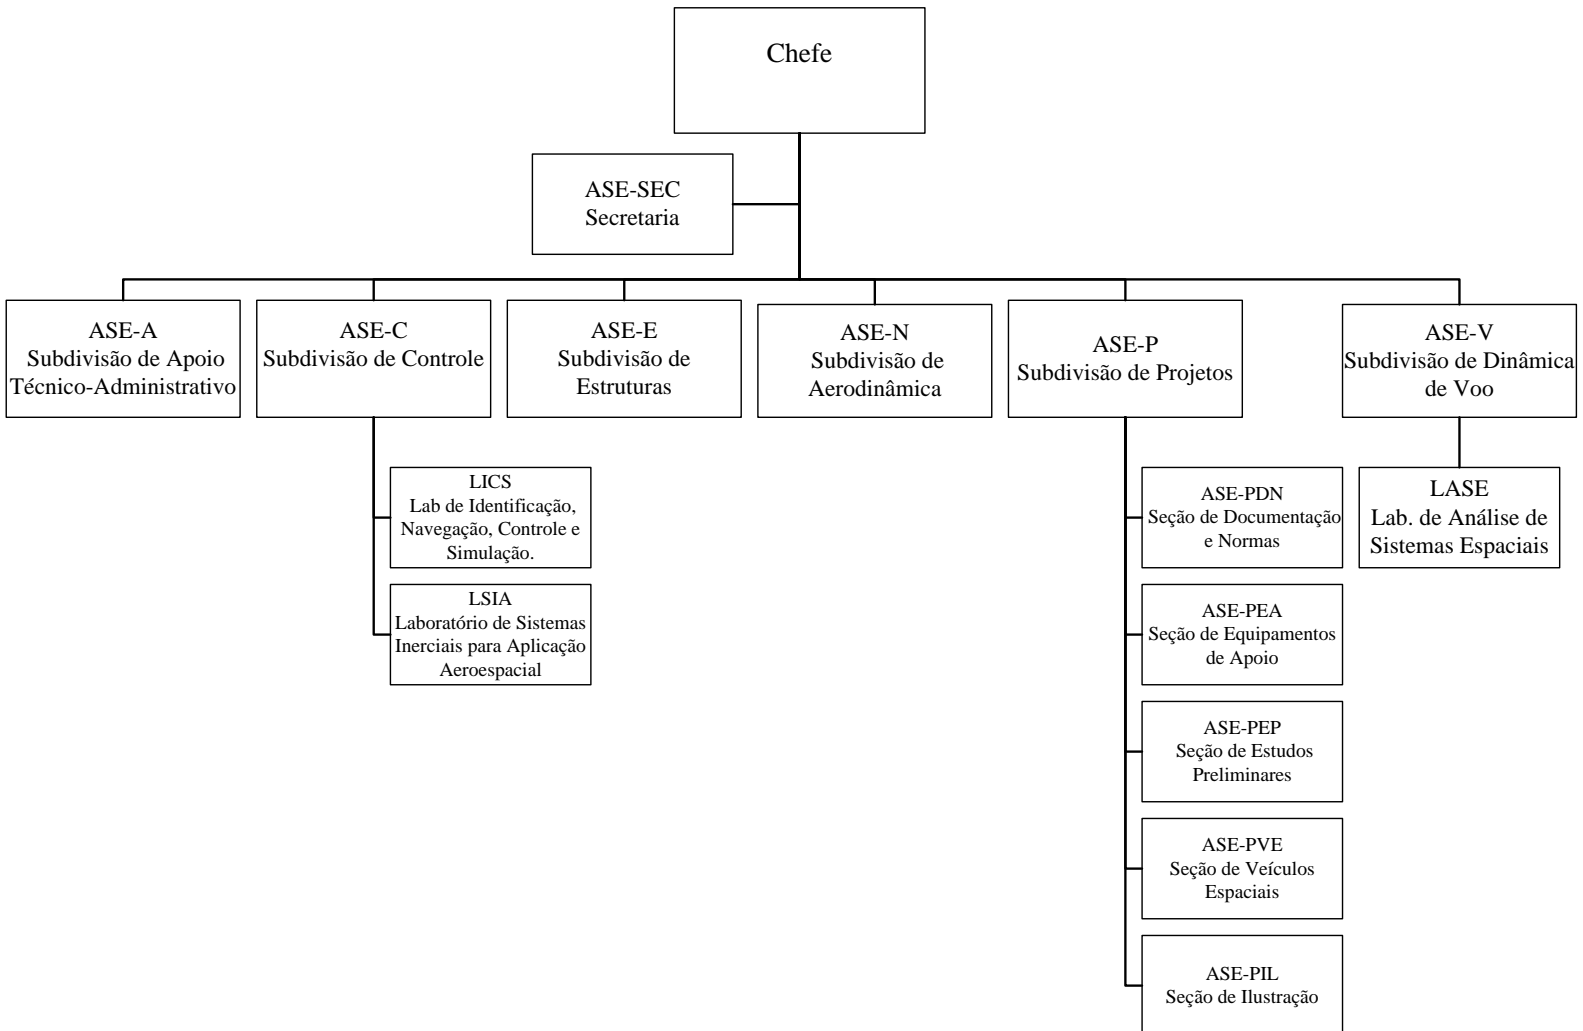 Chefe
ASE-SEC
Secretaria
ASE-A
Subdivisão de Apoio
Técnico-Administrativo
ASE-C
Subdivisão de Controle
ASE-E
Subdivisão de
Estruturas
ASE-N
Subdivisão de
Aerodinâmica
ASE-P
Subdivisão de Projetos
ASE-V
Subdivisão de Dinâmica
de Voo
LICS
Lab de Identificação,
Navegação, Controle e
Simulação.
LSIA
Laboratório de Sistemas
Inerciais para Aplicação
Aeroespacial
ASE-PDN
Seção de Documentação
e Normas
ASE-PEA
Seção de Equipamentos
de Apoio
ASE-PEP
Seção de Estudos
Preliminares
ASE-PVE
Seção de Veículos
Espaciais
ASE-PIL
Seção de Ilustração
LASE
Lab. de Análise de
Sistemas Espaciais